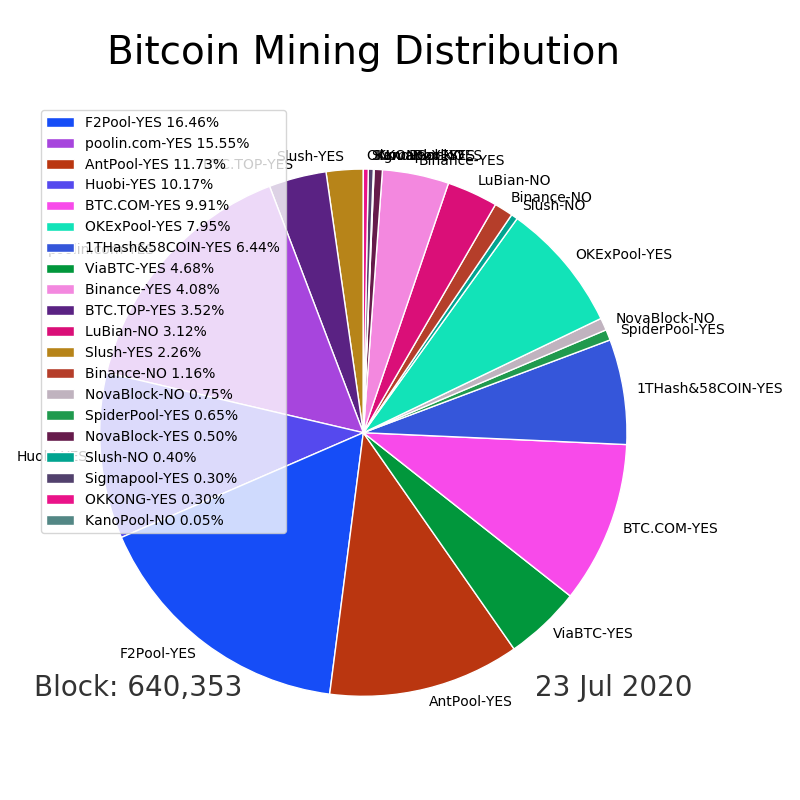 Bitcoin Mining Distribution
F2Pool-YES 16.46%
poolin.com-YES 15.55%
AntPool-YES 11.73%
Huobi-YES 10.17%
BTC.COM-YES 9.91%
OKExPool-YES 7.95%
1THash&58COIN-YES 6.44%
ViaBTC-YES 4.68%
Binance-YES 4.08%
BTC.TOP-YES 3.52%
LuBian-NO 3.12%
Slush-YES 2.26%
Binance-NO 1.16%
NovaBlock-NO 0.75%
SpiderPool-YES 0.65%
NovaBlock-YES 0.50%
Slush-NO 0.40%
Sigmapool-YES 0.30%
OKKONG-YES 0.30%
KanoPool-NO 0.05%
BTC.TOP-YES
Slush-YES
Binance-YES
LuBian-NO
Binance-NO
Slush-NO
OKExPool-YES
NovaBlock-NO
SpiderPool-YES
1THash&58COIN-YES
BTC.COM-YES
ViaBTC-YES
AntPool-YES
F2Pool-YES
Block: 640,353
23 Jul 2020